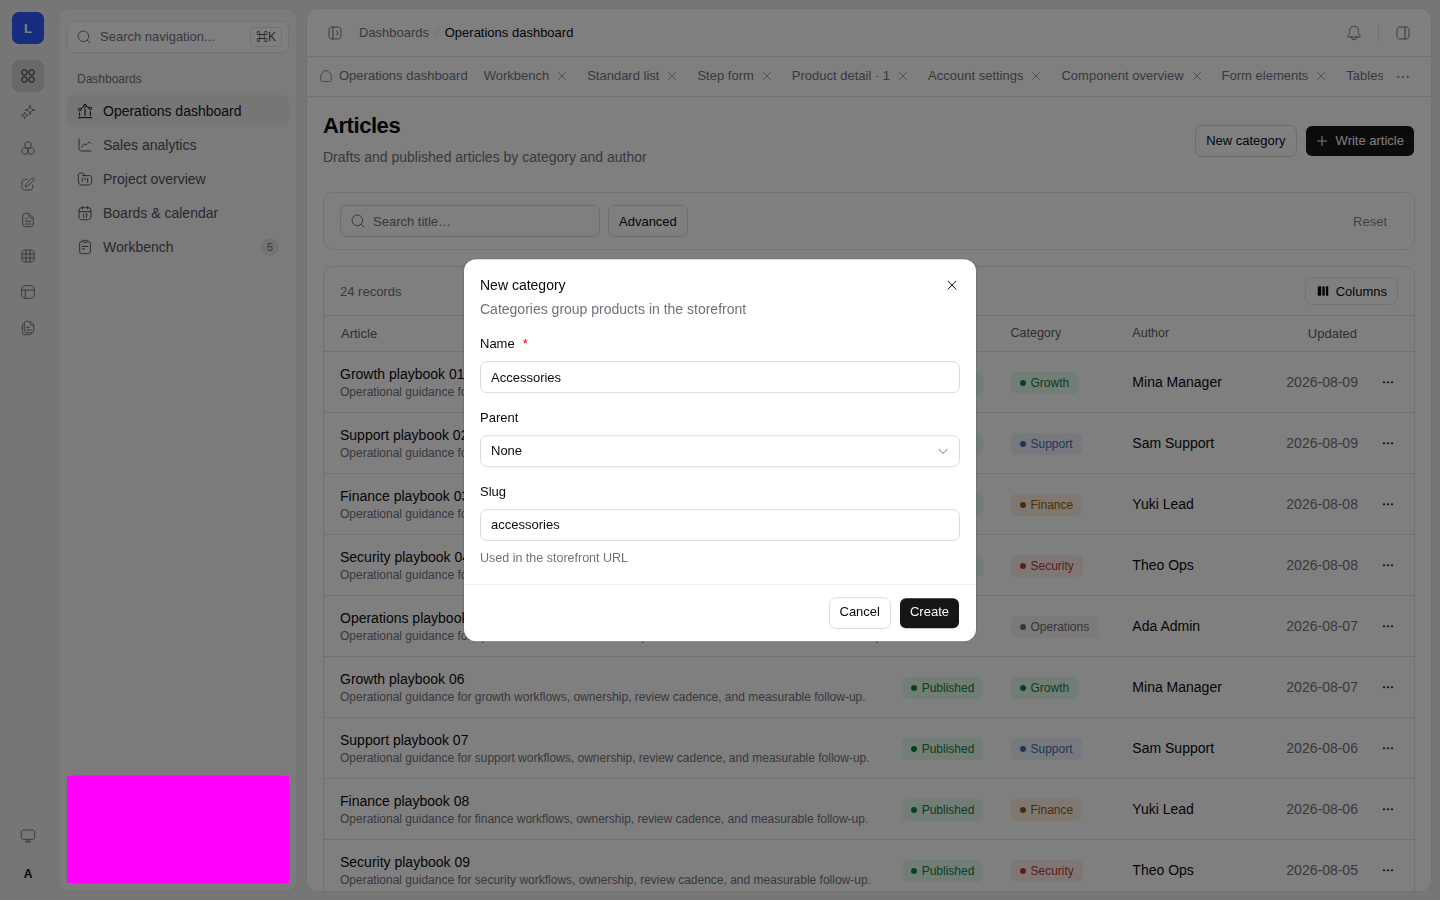 L
Search navigation...
⌘K
Dashboards
Operations dashboard
Sales analytics
Project overview
Boards & calendar
Workbench
5
A
Dashboards / Operations dashboard
Operations dashboard
Workbench
Standard list
Step form
Product detail · 1
Account settings
Component overview
Form elements
Tables
Articles
Drafts and published articles by category and author
New category
Write article
Search title…
Advanced
Reset
24 records
Columns
Article
Category
Author
Updated
Growth playbook 01
Operational guidance
Growth
Mina Manager
2026-08-09
Support playbook 02
Operational guidance
Support
Sam Support
2026-08-09
Finance playbook 03
Operational guidance
Finance
Yuki Lead
2026-08-08
Security playbook 04
Operational guidance
Security
Theo Ops
2026-08-08
Operations playbook
Operational guidance
Operations
Ada Admin
2026-08-07
Growth playbook 06
Operational guidance for growth workflows, ownership, review cadence, and measurable follow-up.
Published
Growth
Mina Manager
2026-08-07
Support playbook 07
Operational guidance for support workflows, ownership, review cadence, and measurable follow-up.
Published
Support
Sam Support
2026-08-06
Finance playbook 08
Operational guidance for finance workflows, ownership, review cadence, and measurable follow-up.
Published
Finance
Yuki Lead
2026-08-06
Security playbook 09
Operational guidance for security workflows, ownership, review cadence, and measurable follow-up.
Published
Security
Theo Ops
2026-08-05
New category
Categories group products in the storefront
Name *
Accessories
Parent
None
Slug
accessories
Used in the storefront URL
Cancel
Create